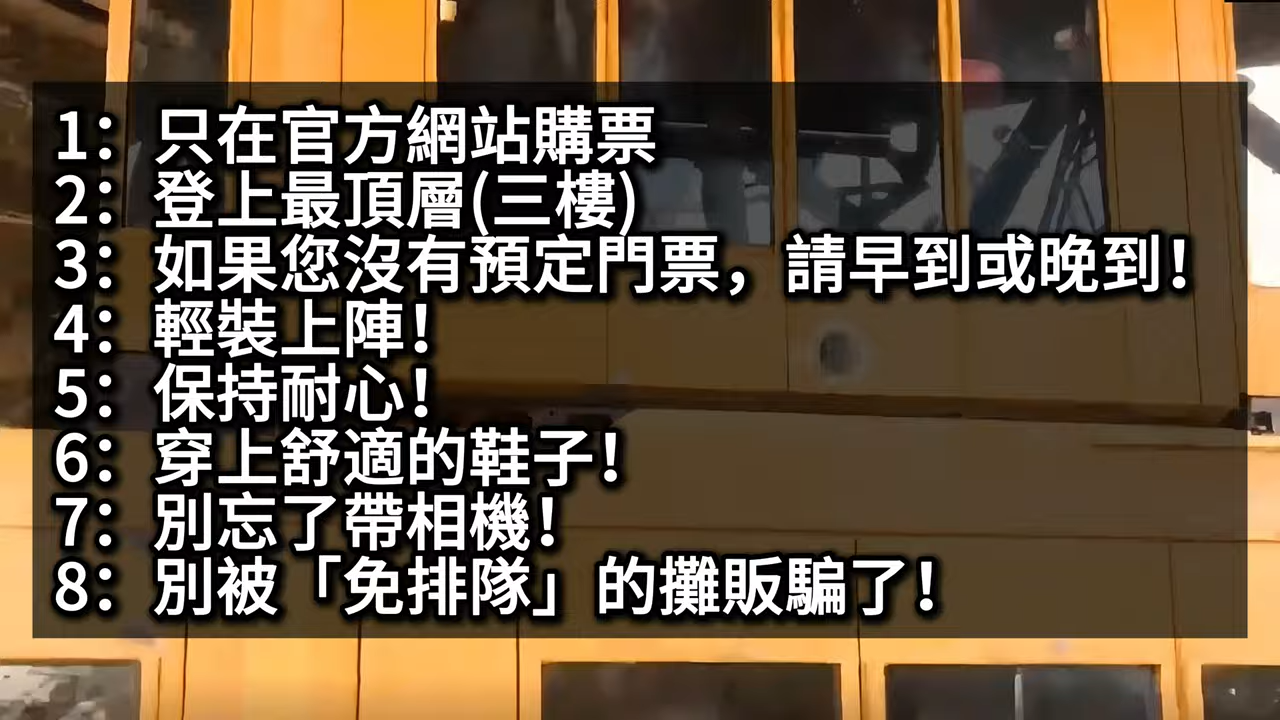 1：只在官方網站購票
2：登上最頂層(三樓)
3：如果您沒有預定門票，請早到或晚到！
4：輕裝上陣！
5：保持耐心！
6：穿上舒適的鞋子！
7：別忘了帶相機！
8：別被「免排隊」的攤販騙了！